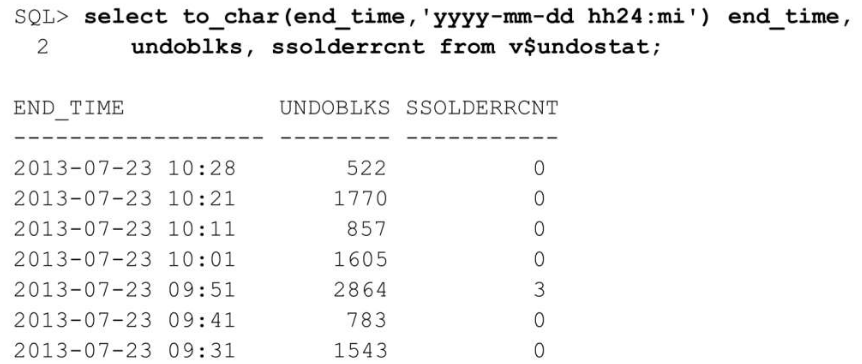 SQL> select to_char(end_time,'yyyy-mm-dd hh24:mi') end_time,
  2     undoblks, ssolderrcnt from v$undostat;
END_TIME           UNDOBLKS SSOLDERRCNT
------------------ -------- -----------
2013-07-23 10:28        522           0
2013-07-23 10:21       1770           0
2013-07-23 10:11        857           0
2013-07-23 10:01       1605           0
2013-07-23 09:51       2864           3
2013-07-23 09:41        783           0
2013-07-23 09:31       1543           0